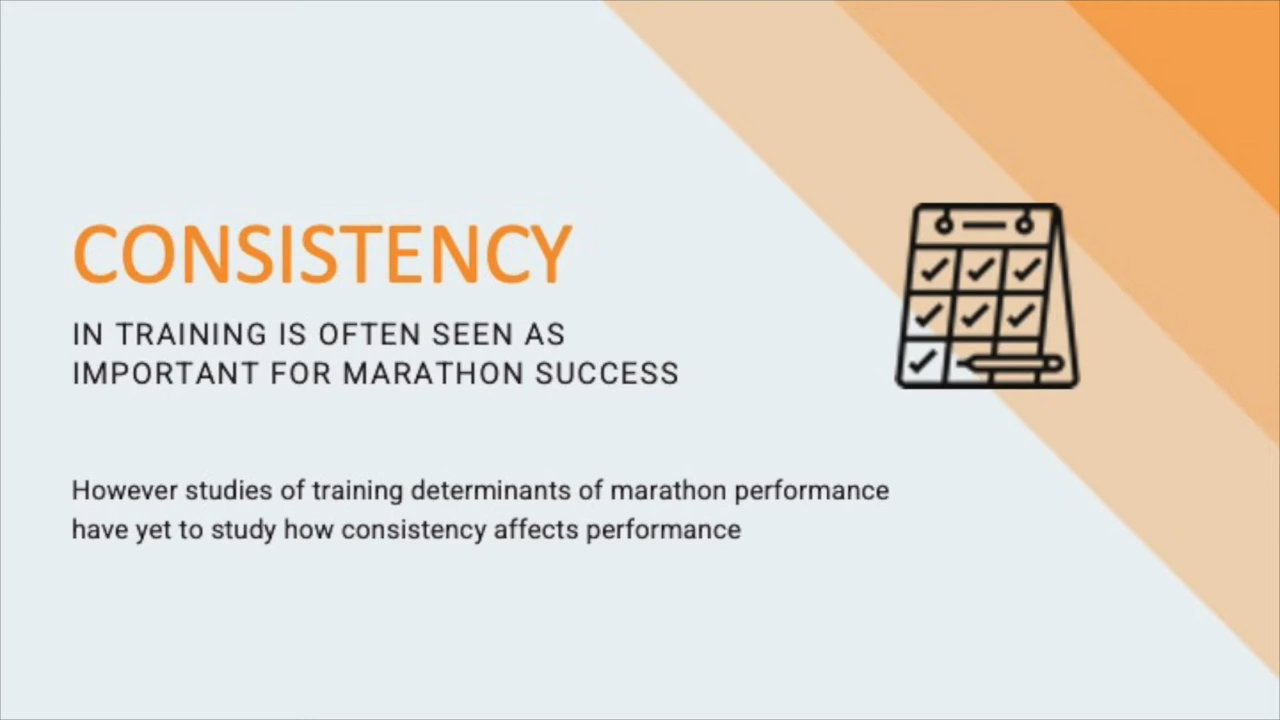 CONSISTENCY
IN TRAINING IS OFTEN SEEN AS
IMPORTANT FOR MARATHON SUCCESS
However studies of training determinants of marathon performance
have yet to study how consistency affects performance